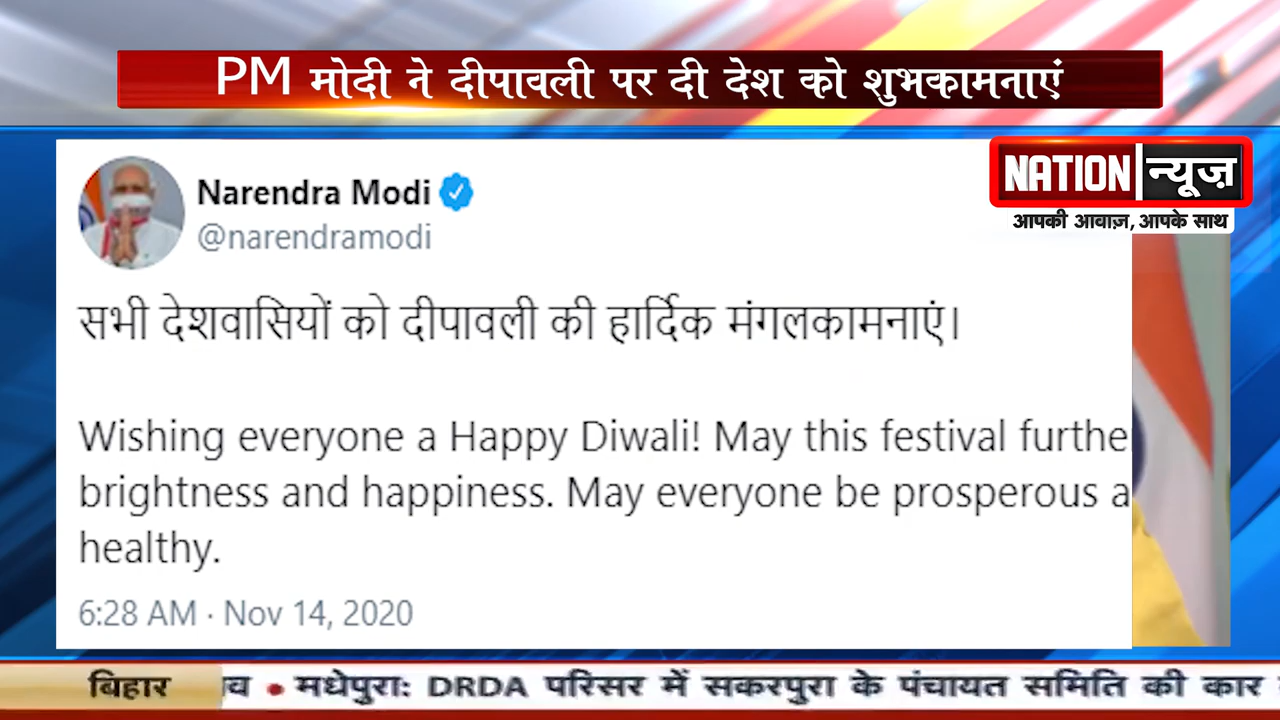 PM मोदी ने दीपावली पर दी देश को शुभकामनाएं
NATION न्यूज़
आपकी आवाज़, आपके साथ
Narendra Modi
@narendramodi
सभी देशवासियों को दीपावली की हार्दिक मंगलकामनाएं।
Wishing everyone a Happy Diwali! May this festival furthe
brightness and happiness. May everyone be prosperous a
healthy.
6:28 AM · Nov 14, 2020
बिहार व • मधेपुरा: DRDA परिसर में सकरपुरा के पंचायत समिति की कार